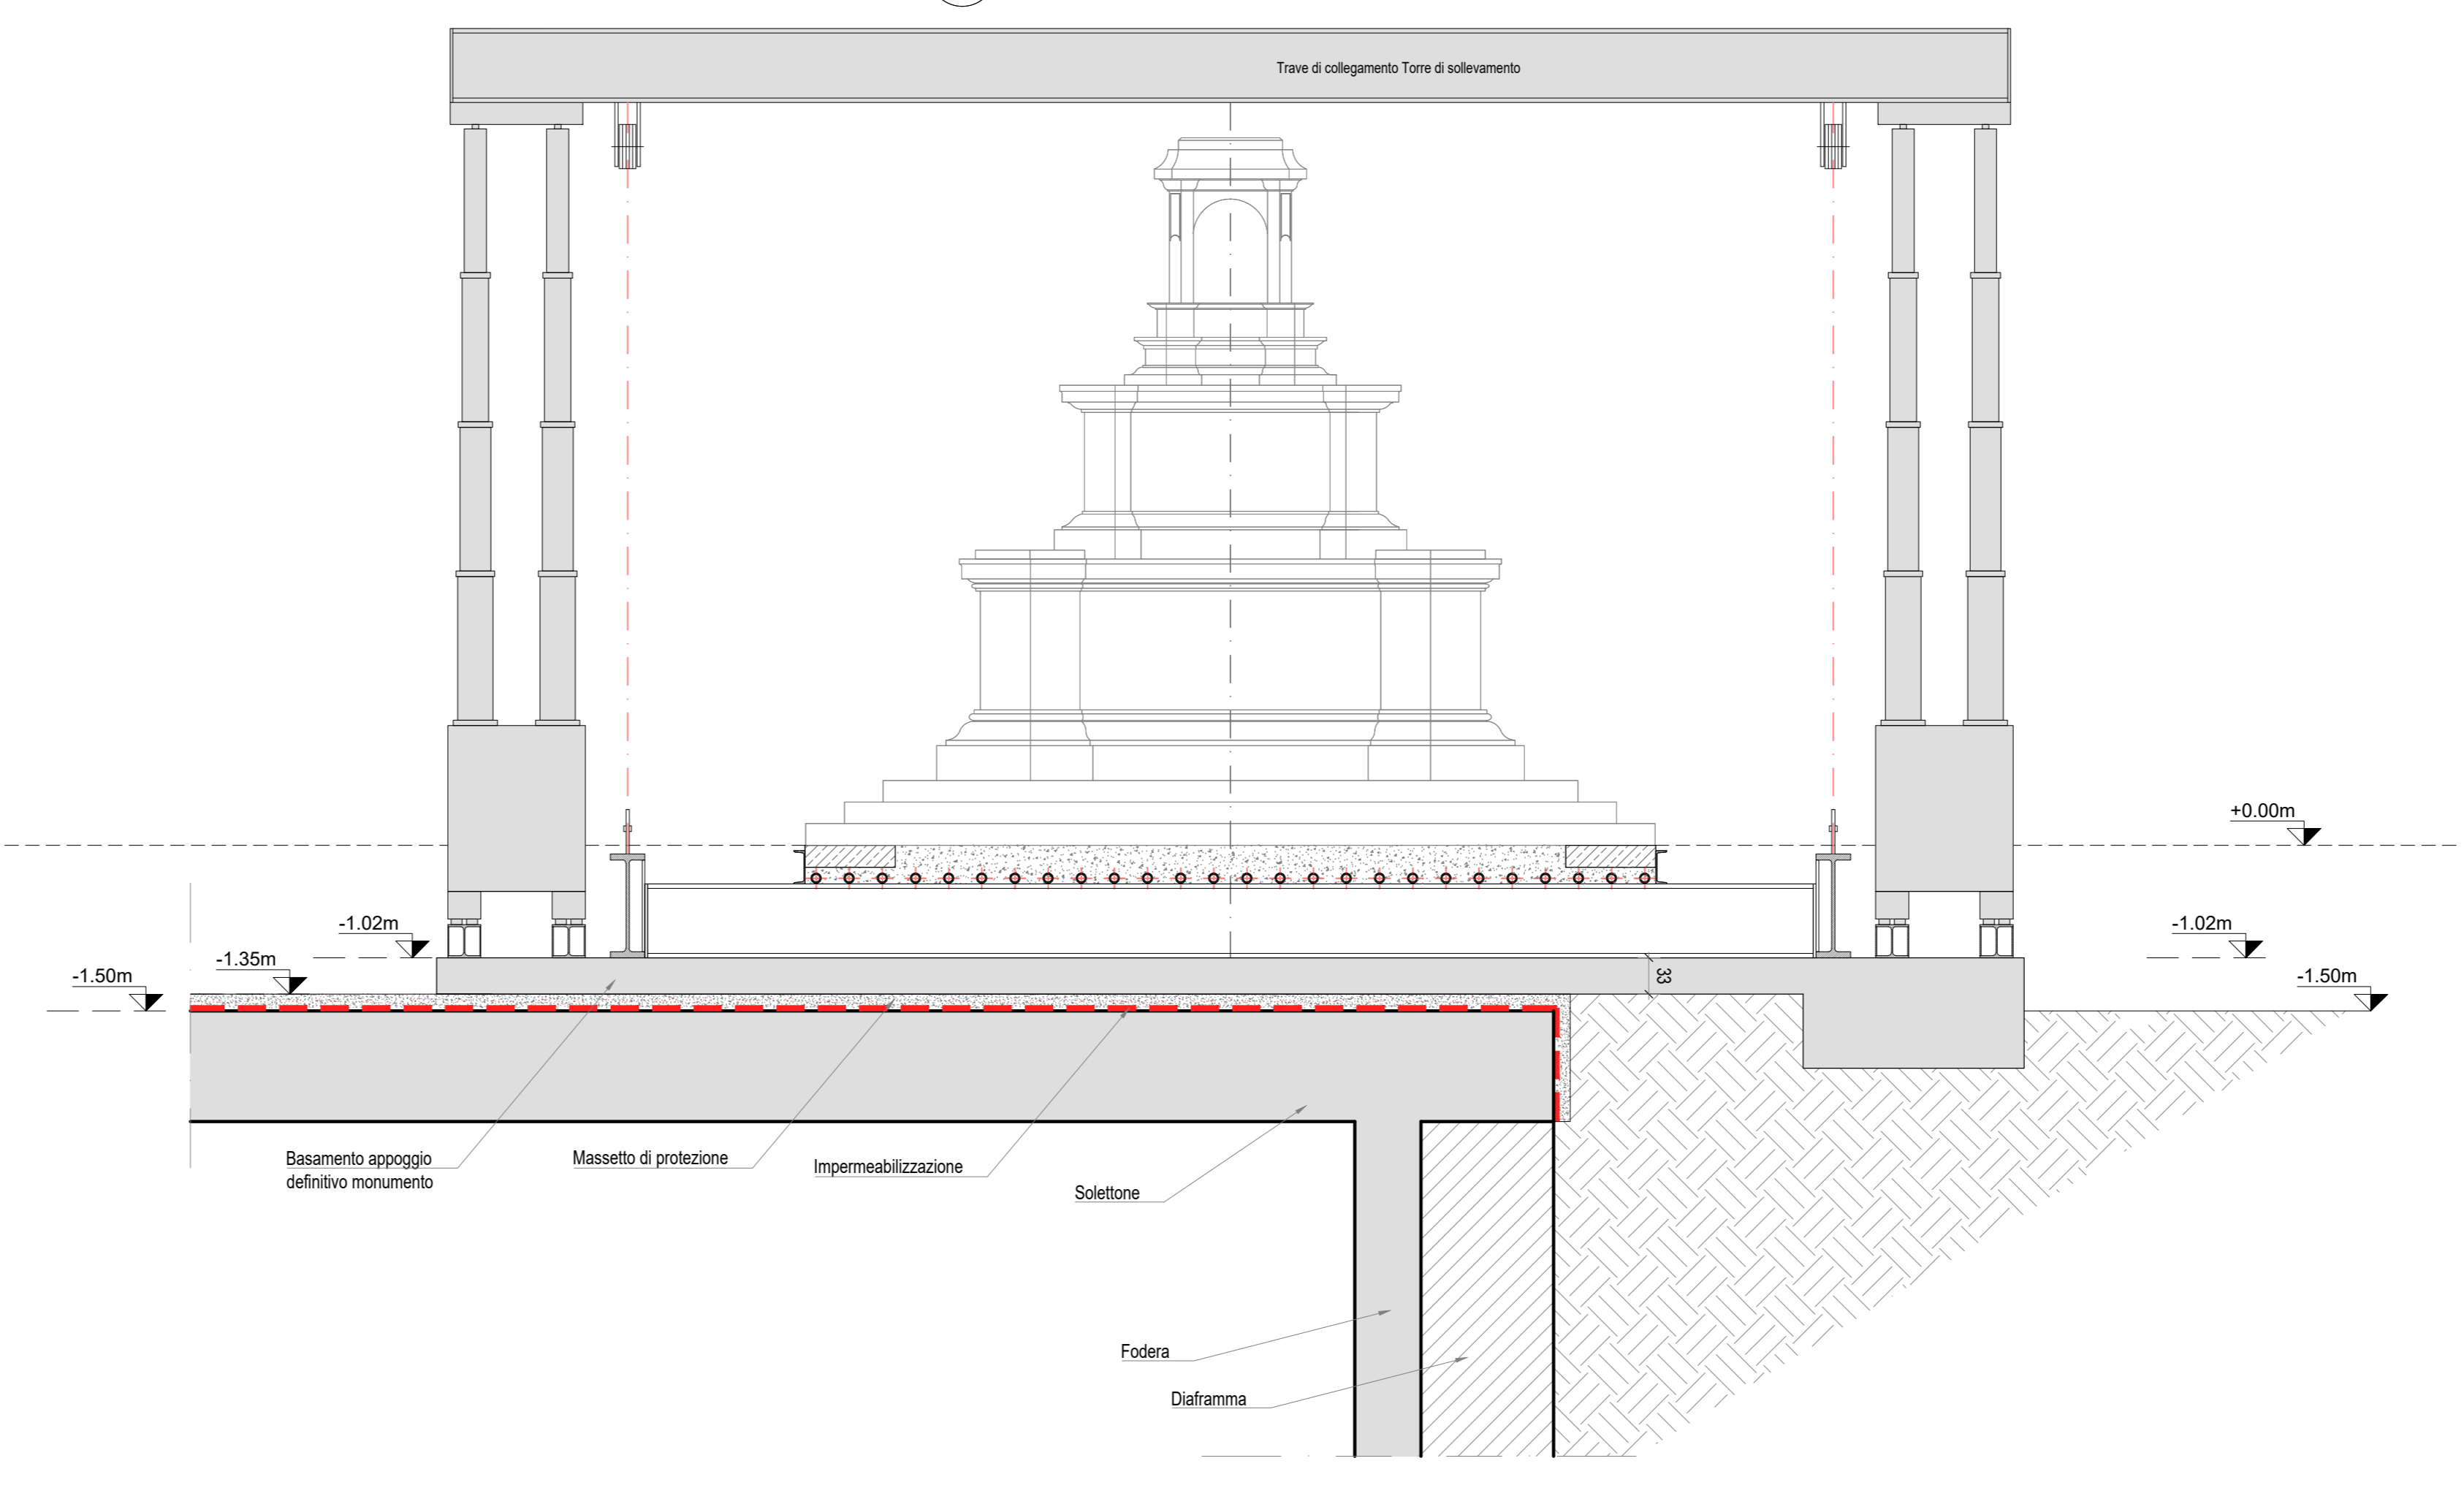 Trave di collegamento Torre di sollevamento
+0.00m
-1.02m
-1.35m
-1.50m
-1.02m
-1.50m
33
Basamento appoggio
definitivo monumento
Massetto di protezione
Impermeabilizzazione
Solettone
Fodera
Diaframma